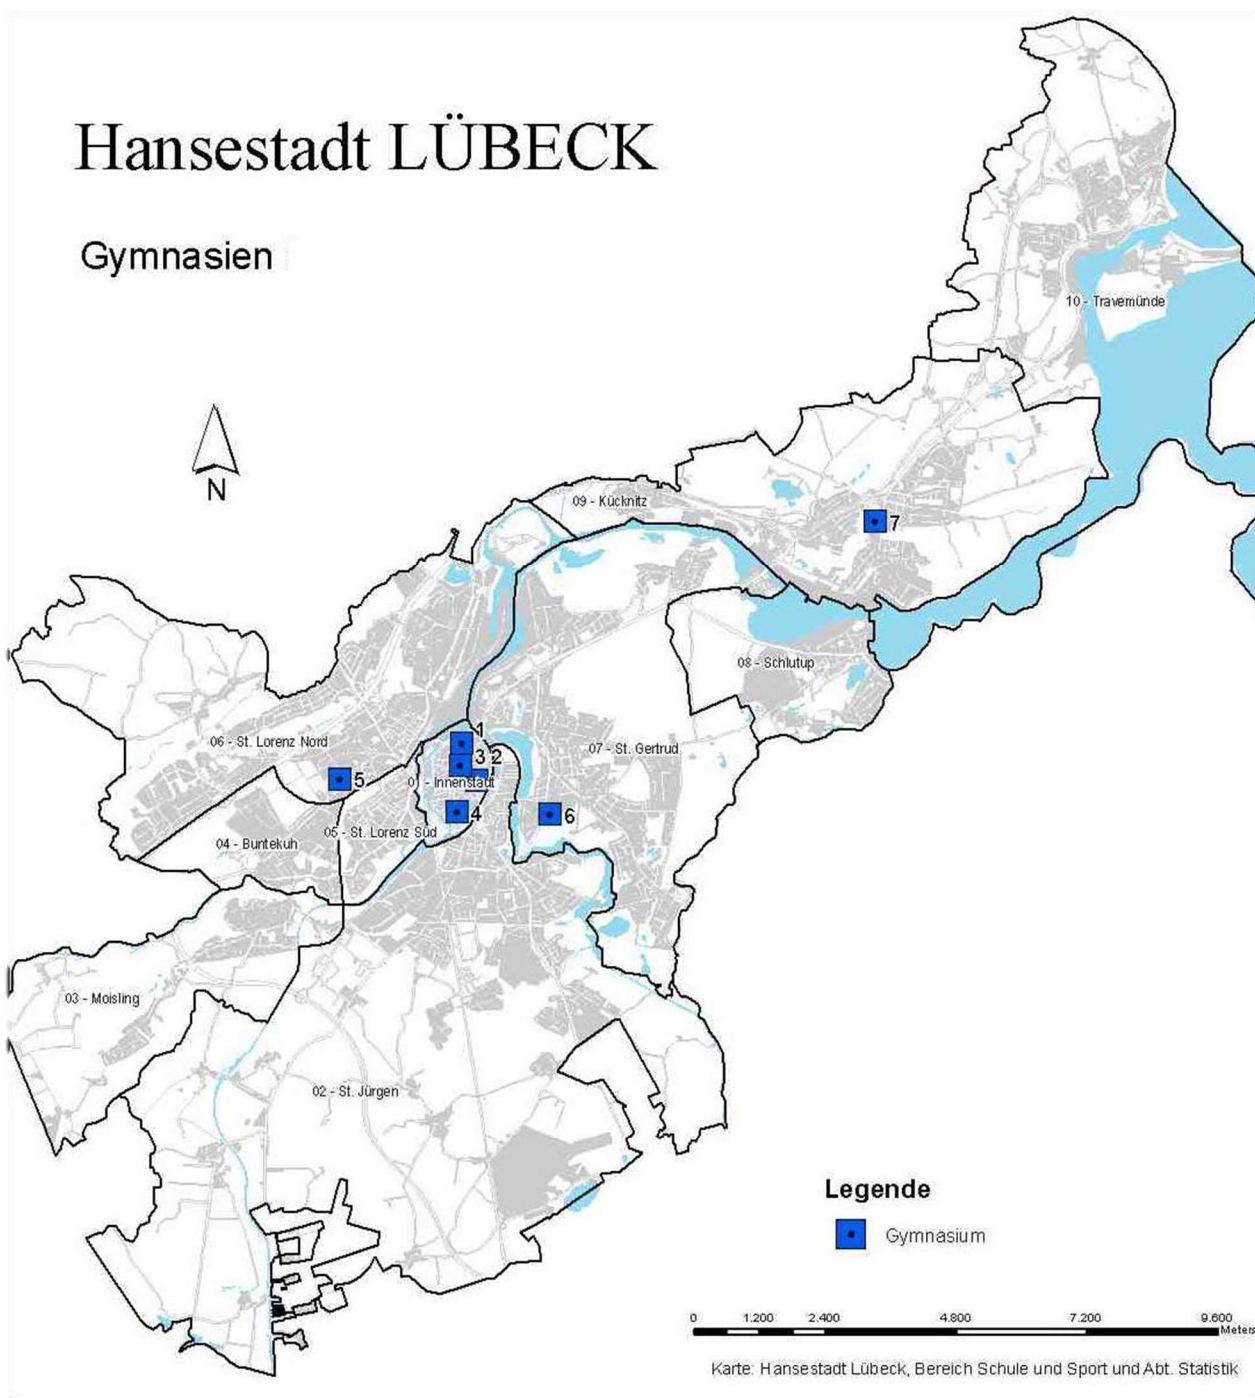 Hansestadt LÜBECK
Gymnasien
10 - Travemünde
N
09 - Kücknitz
7
08 - Schlutup
06 - St. Lorenz Nord
1
07 - St. Gertrud
3 2
5
01 - Innenstadt
4
6
05 - St. Lorenz Süd
04 - Buntekuh
03 - Moisling
02 - St. Jürgen
Legende
Gymnasium
0 1.200 2.400 4.800 7.200 9.600
Meters
Karte: Hansestadt Lübeck, Bereich Schule und Sport und Abt. Statistik